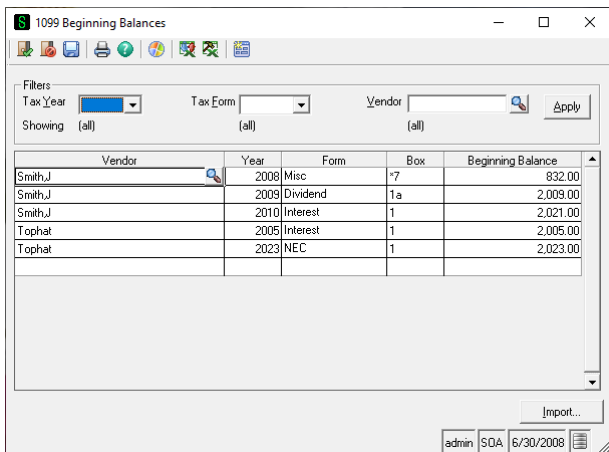 1099 Beginning Balances
Filters
Tax Year Tax Form Vendor Apply
Showing (all) (all) (all)
Vendor Year Form Box Beginning Balance
Smith,J 2008 Misc *7 832.00
Smith,J 2009 Dividend 1a 2,009.00
Smith,J 2010 Interest 1 2,021.00
Tophat 2005 Interest 1 2,005.00
Tophat 2023 NEC 1 2,023.00
Import...
admin SOA 6/30/2008